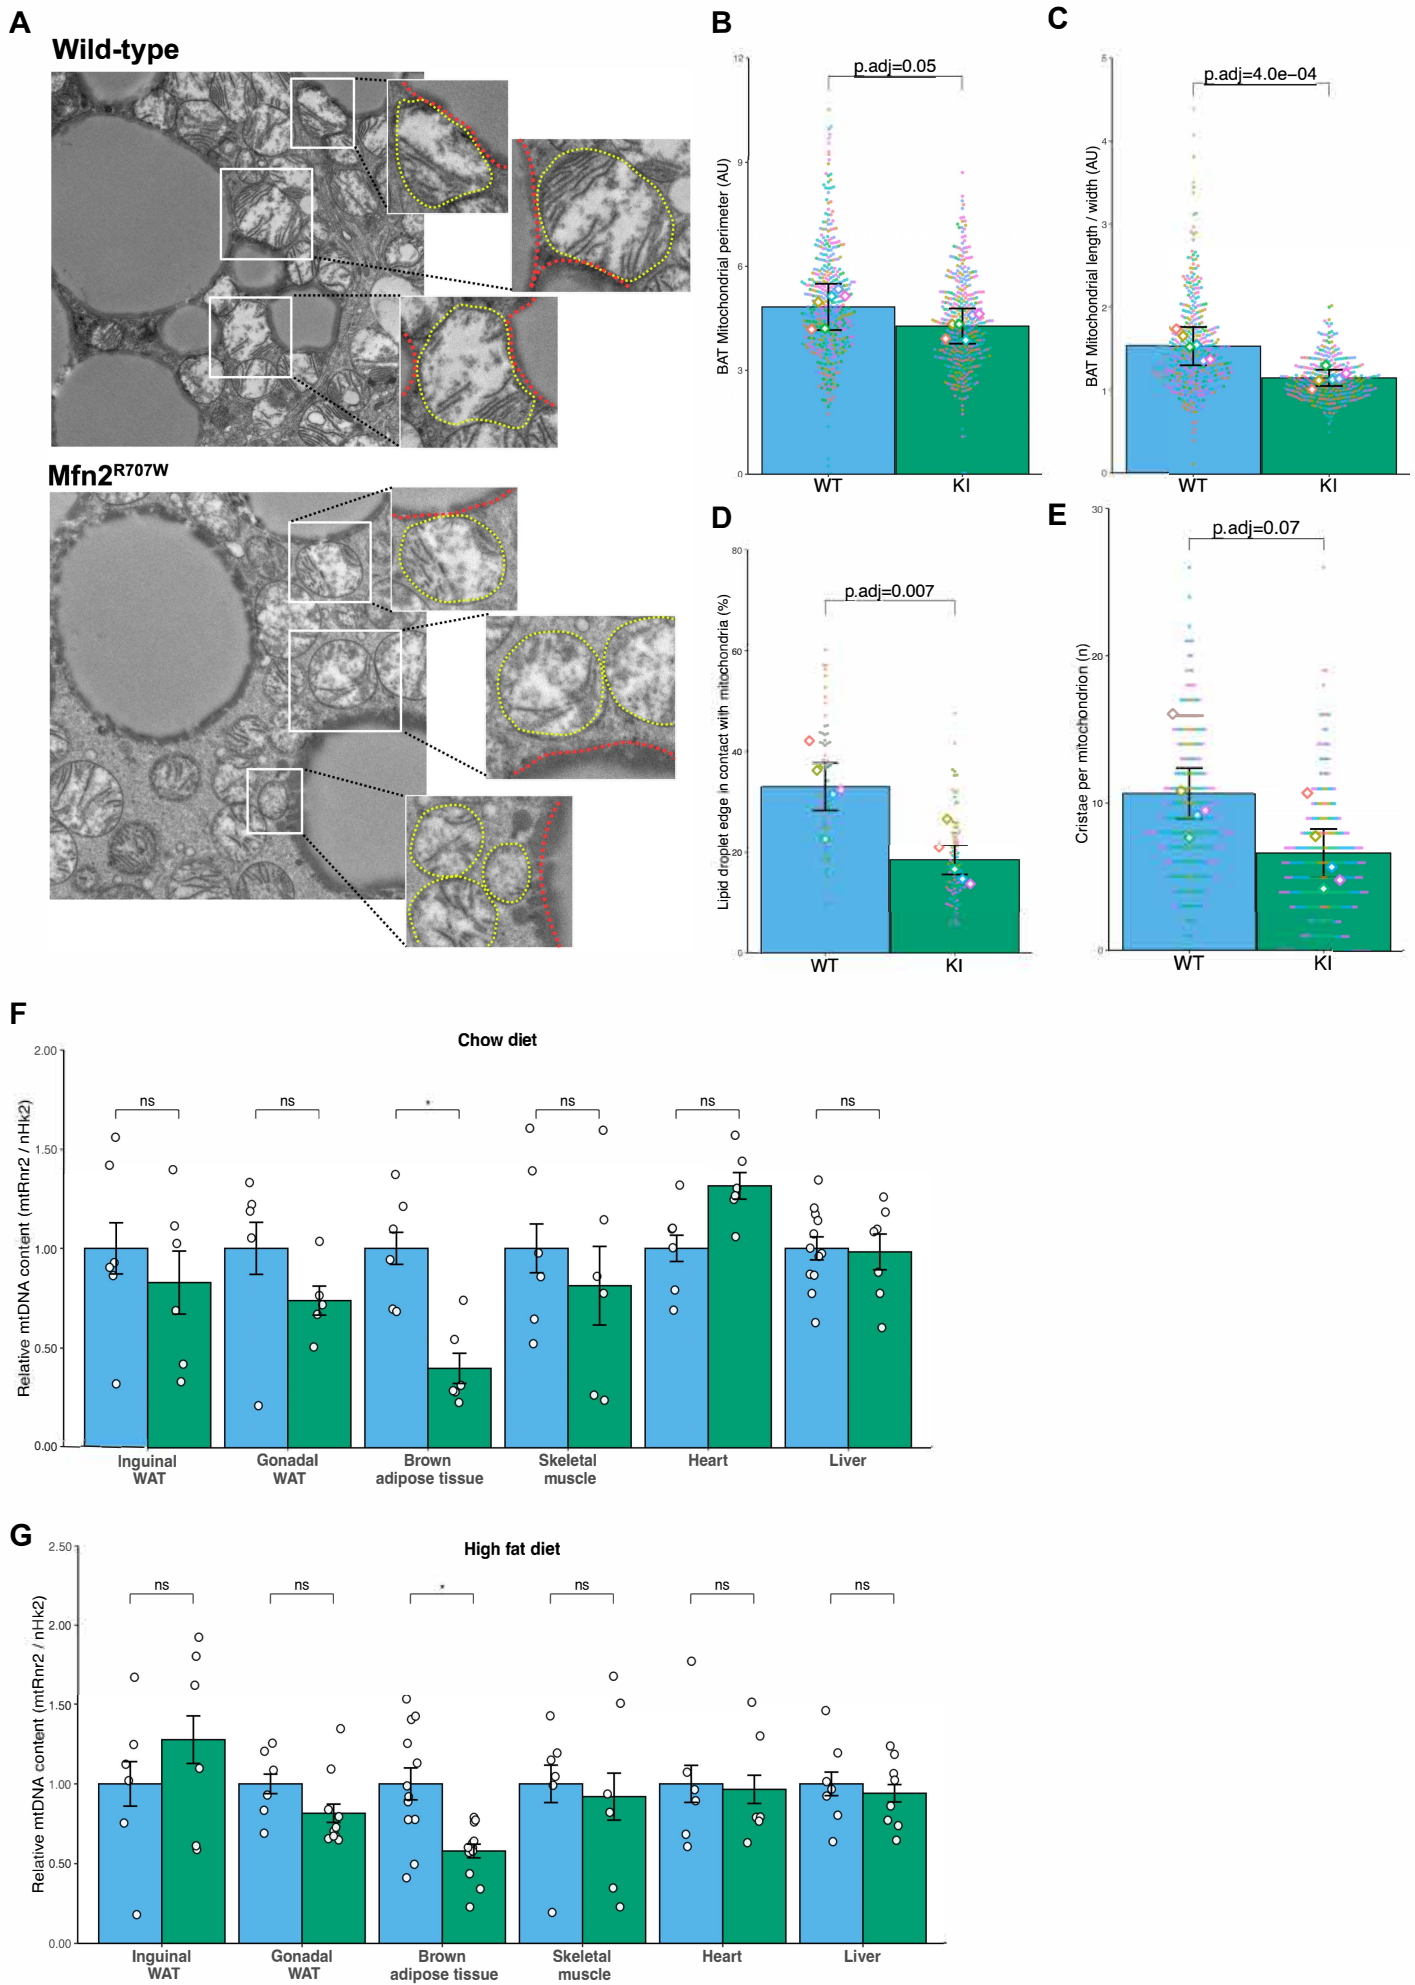 A
Wild-type
Mfn2R707W
B
12
9
6
3
0
BAT Mitochondrial perimeter (AU)
p.adj=0.05
WT
KI
C
5
4
3
2
1
0
BAT Mitochondrial length / width (AU)
p.adj=4.0e−04
WT
KI
D
80
60
40
20
0
Lipid droplet edge in contact with mitochondria (%)
p.adj=0.007
WT
KI
E
30
20
10
0
Cristae per mitochondrion (n)
p.adj=0.07
WT
KI
F
Chow diet
2.00
1.50
1.00
0.50
0.00
Relative mtDNA content (mtRnr2 / nHk2)
ns
ns
*
ns
ns
ns
Inguinal
WAT
Gonadal
WAT
Brown
adipose tissue
Skeletal
muscle
Heart
Liver
G
High fat diet
2.50
2.00
1.50
1.00
0.50
0.00
Relative mtDNA content (mtRnr2 / nHk2)
ns
ns
*
ns
ns
ns
Inguinal
WAT
Gonadal
WAT
Brown
adipose tissue
Skeletal
muscle
Heart
Liver